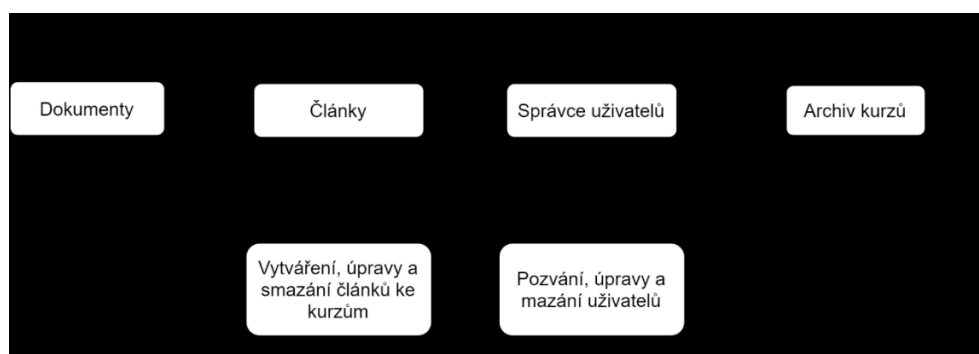 Dokumenty
Články
Správce uživatelů
Archiv kurzů
Vytváření, úpravy a
smazání článků ke
kurzům
Pozvání, úpravy a
mazání uživatelů